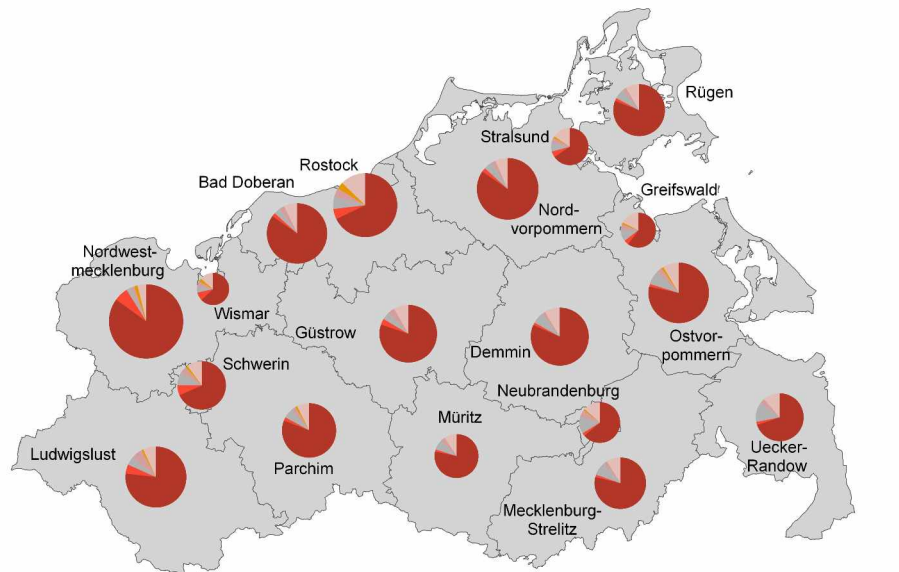 Rügen
Stralsund
Rostock
Bad Doberan
Greifswald
Nord-
vorpommern
Nordwest-
mecklenburg
Wismar
Güstrow
Demmin
Ostvor-
pommern
Schwerin
Neubrandenburg
Müritz
Ludwigslust
Parchim
Uecker-
Randow
Mecklenburg-
Strelitz